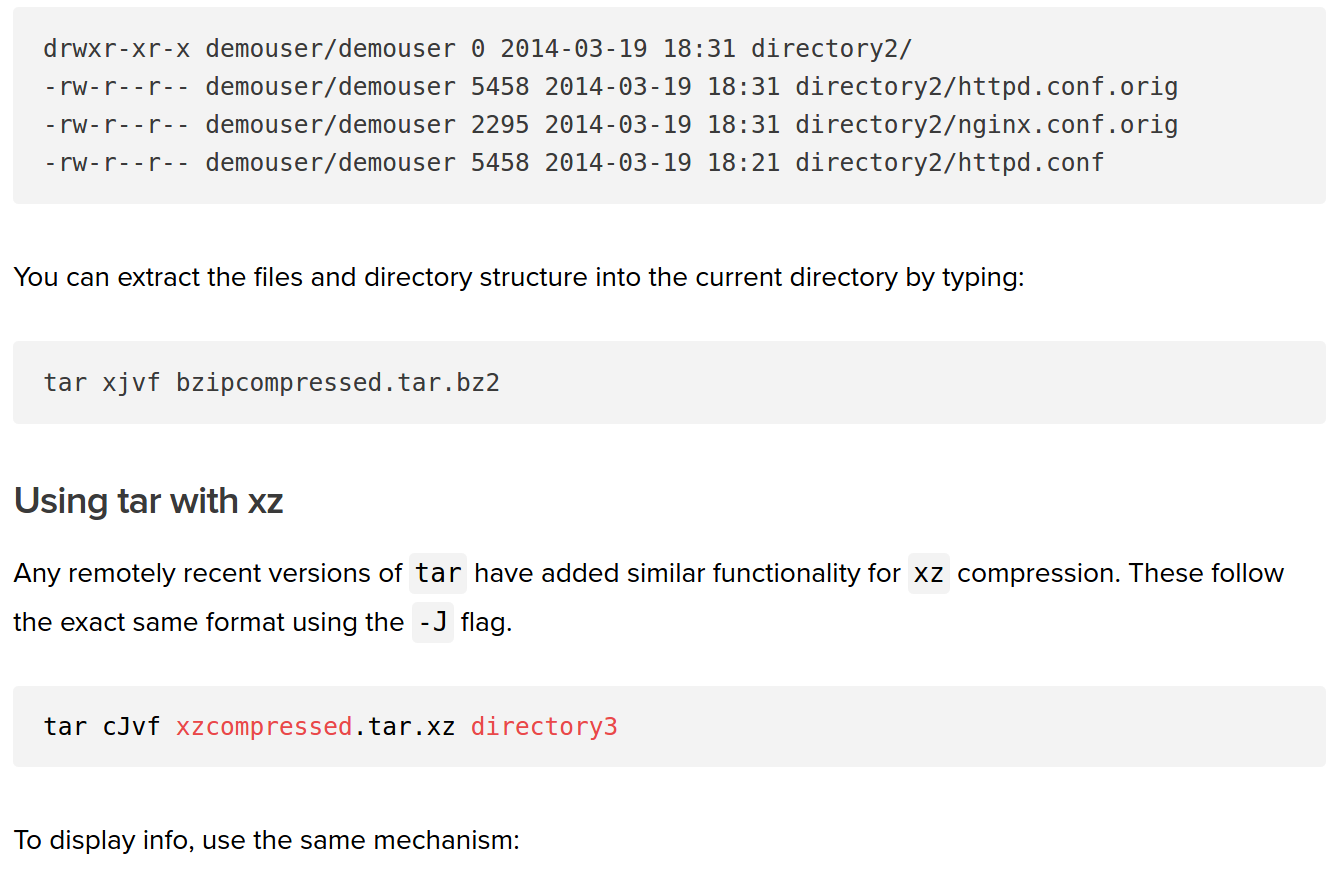 drwxr-xr-x demouser/demouser 0 2014-03-19 18:31 directory2/
-rw-r--r-- demouser/demouser 5458 2014-03-19 18:31 directory2/httpd.conf.orig
-rw-r--r-- demouser/demouser 2295 2014-03-19 18:31 directory2/nginx.conf.orig
-rw-r--r-- demouser/demouser 5458 2014-03-19 18:21 directory2/httpd.conf
You can extract the files and directory structure into the current directory by typing:
tar xjvf bzipcompressed.tar.bz2
Using tar with xz
Any remotely recent versions of tar have added similar functionality for xz compression. These follow
the exact same format using the -J flag.
tar cJvf xzcompressed.tar.xz directory3
To display info, use the same mechanism: